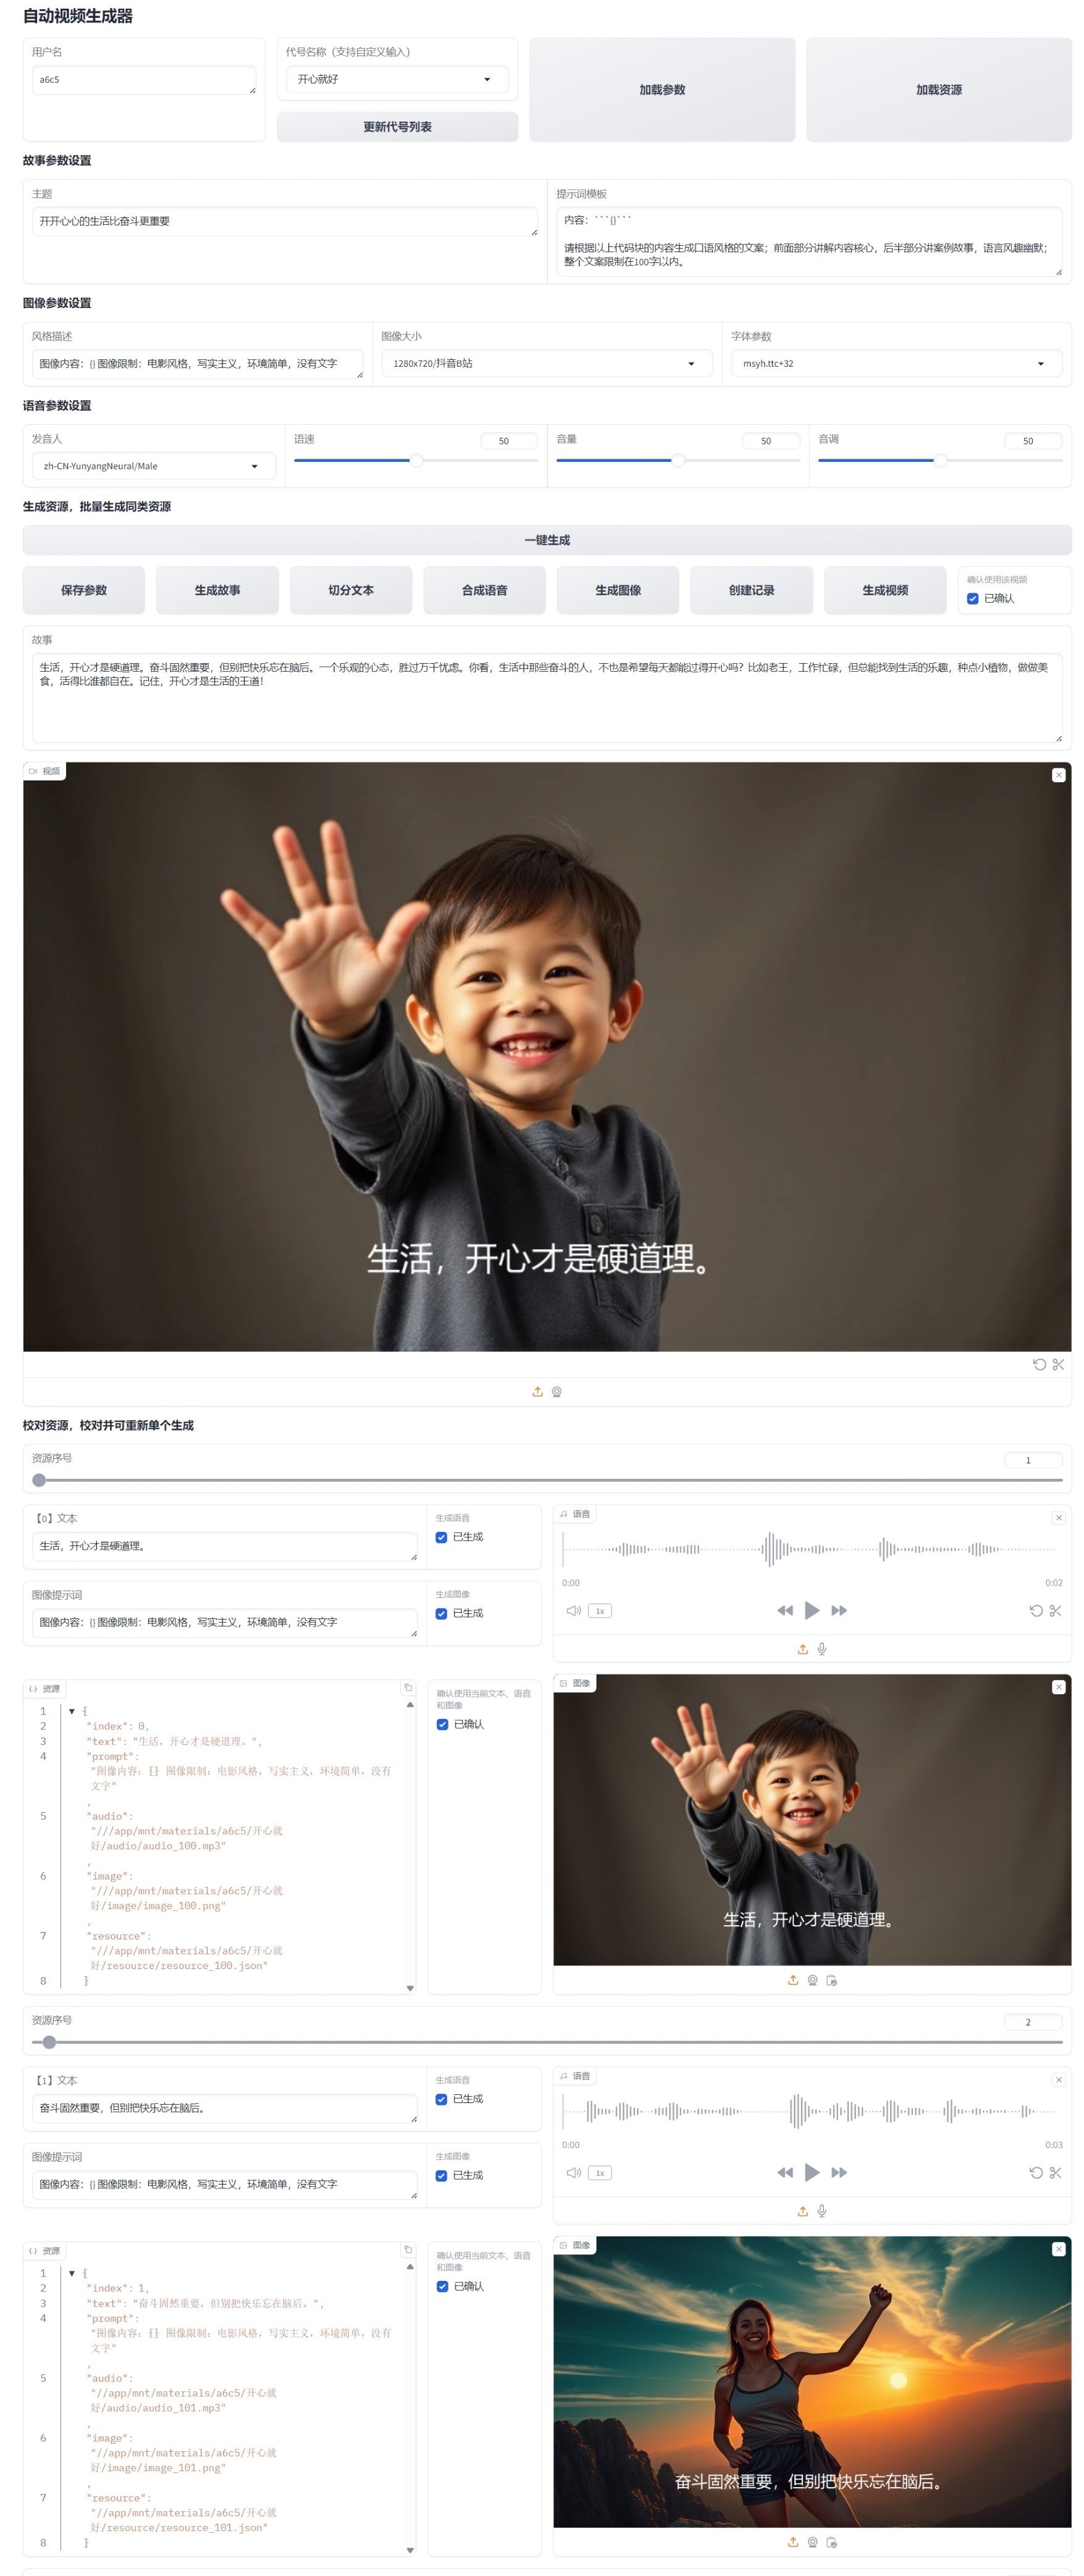 自动视频生成器
用户名
a6c5
代号名称（支持自定义输入）
开心就好
更新代号列表
加载参数
加载资源
故事参数设置
主题
开开心心的生活比奋斗更重要
提示词模板
内容：```{}```
请根据以上代码块的内容生成口语风格的文案；前面部分讲解内容核心，后半部分讲案例故事，语言风趣幽默；
整个文案限制在100字以内。
图像参数设置
风格描述
图像内容：{} 图像限制：电影风格，写实主义，环境简单，没有文字
图像大小
1280x720/抖音B站
字体参数
msyh.ttc+32
语音参数设置
发音人
zh-CN-YunyangNeural/Male
语速
50
音量
50
音调
50
生成资源，批量生成同类资源
一键生成
保存参数
生成故事
切分文本
合成语音
生成图像
创建记录
生成视频
确认使用该视频
已确认
故事
生活，开心才是硬道理。奋斗固然重要，但别把快乐忘在脑后。一个乐观的心态，胜过万千忧虑。你看，生活中那些奋斗的人，不也是希望每天都能过得开心吗？比如老王，工作忙碌，但总能找到生活的乐趣，种点小植物，做做美
食，活得比谁都自在。记住，开心才是生活的王道！
视频
生活，开心才是硬道理。
校对资源，校对并可重新单个生成
资源序号
1
【0】文本
生活，开心才是硬道理。
生成语音
已生成
图像提示词
图像内容：{} 图像限制：电影风格，写实主义，环境简单，没有文字
生成图像
已生成
语音
0:00
0:02
1x
资源
1 {
2 "index": 0,
3 "text": "生活，开心才是硬道理。",
4 "prompt":
"图像内容：{} 图像限制：电影风格，写实主义，环境简单，没有
文字"
,
5 "audio":
"///app/mnt/materials/a6c5/开心就
好/audio/audio_100.mp3"
,
6 "image":
"///app/mnt/materials/a6c5/开心就
好/image/image_100.png"
,
7 "resource":
"///app/mnt/materials/a6c5/开心就
好/resource/resource_100.json"
8 }
确认使用当前文本、语音
和图像
已确认
图像
生活，开心才是硬道理。
资源序号
2
【1】文本
奋斗固然重要，但别把快乐忘在脑后。
生成语音
已生成
图像提示词
图像内容：{} 图像限制：电影风格，写实主义，环境简单，没有文字
生成图像
已生成
语音
0:00
0:03
1x
资源
1 {
2 "index": 1,
3 "text": "奋斗固然重要，但别把快乐忘在脑后。",
4 "prompt":
"图像内容：{} 图像限制：电影风格，写实主义，环境简单，没有
文字"
,
5 "audio":
"//app/mnt/materials/a6c5/开心就
好/audio/audio_101.mp3"
,
6 "image":
"//app/mnt/materials/a6c5/开心就
好/image/image_101.png"
,
7 "resource":
"//app/mnt/materials/a6c5/开心就
好/resource/resource_101.json"
8 }
确认使用当前文本、语音
和图像
已确认
图像
奋斗固然重要，但别把快乐忘在脑后。